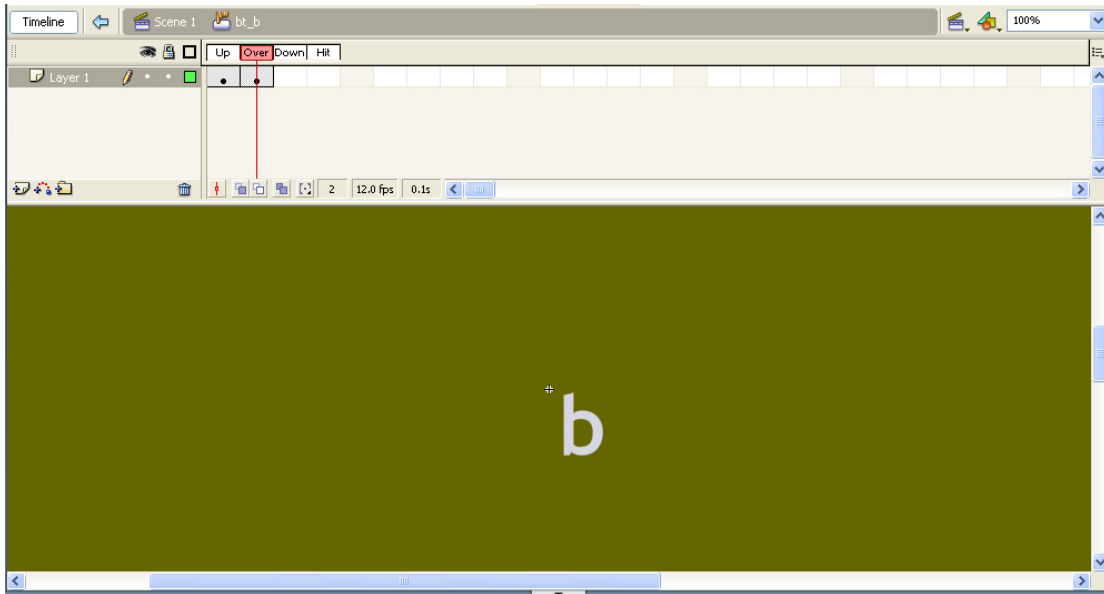 Timeline Scene 1 bt_b 100%
Up Over Down Hit
Layer 1
2 12.0 fps 0.1s
b